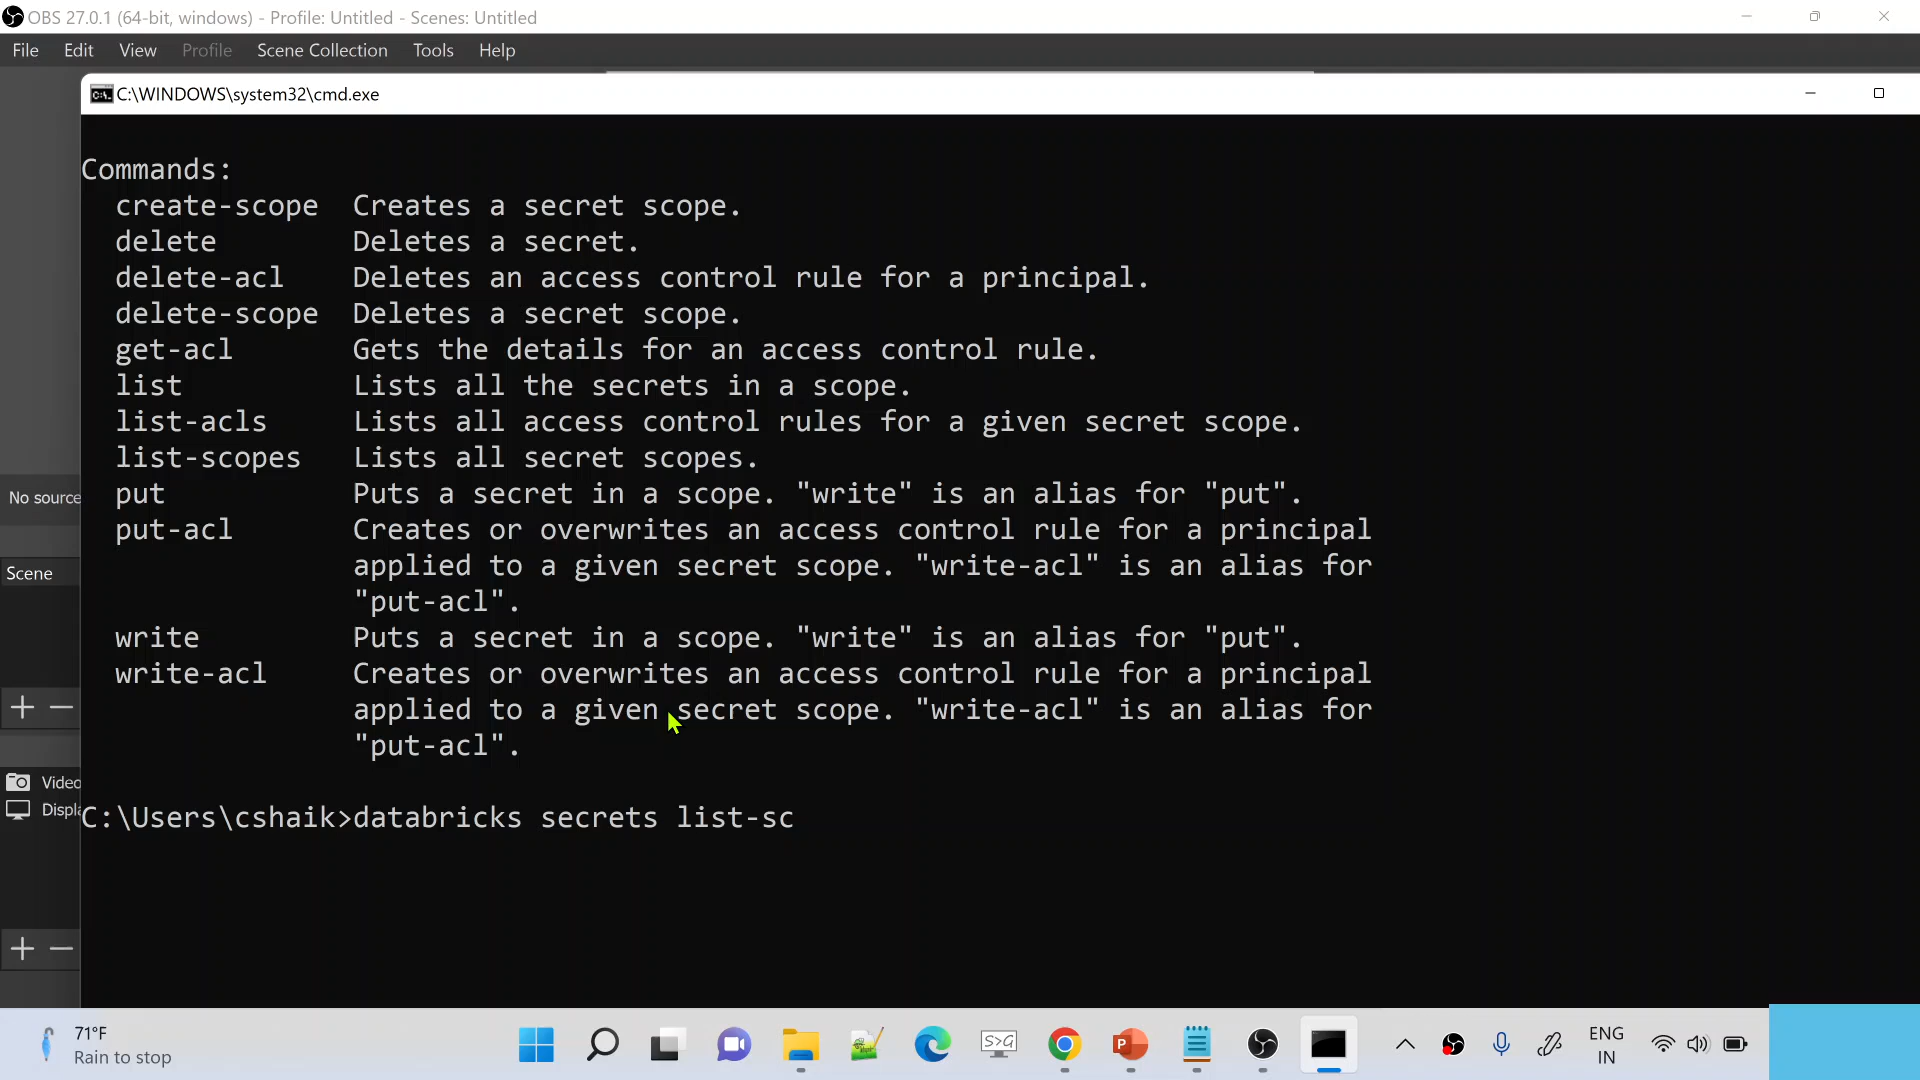 OBS 27.0.1 (64-bit, windows) - Profile: Untitled - Scenes: Untitled
File Edit View Profile Scene Collection Tools Help
C:\WINDOWS\system32\cmd.exe
Commands:
create-scope Creates a secret scope.
delete Deletes a secret.
delete-acl Deletes an access control rule for a principal.
delete-scope Deletes a secret scope.
get-acl Gets the details for an access control rule.
list Lists all the secrets in a scope.
list-acls Lists all access control rules for a given secret scope.
list-scopes Lists all secret scopes.
put Puts a secret in a scope. "write" is an alias for "put".
put-acl Creates or overwrites an access control rule for a principal
applied to a given secret scope. "write-acl" is an alias for
"put-acl".
write Puts a secret in a scope. "write" is an alias for "put".
write-acl Creates or overwrites an access control rule for a principal
applied to a given secret scope. "write-acl" is an alias for
"put-acl".
C:\Users\cshaik>databricks secrets list-sc
No source
Scene
Video
Displa
71°F
Rain to stop
S>G
P
ENG
IN